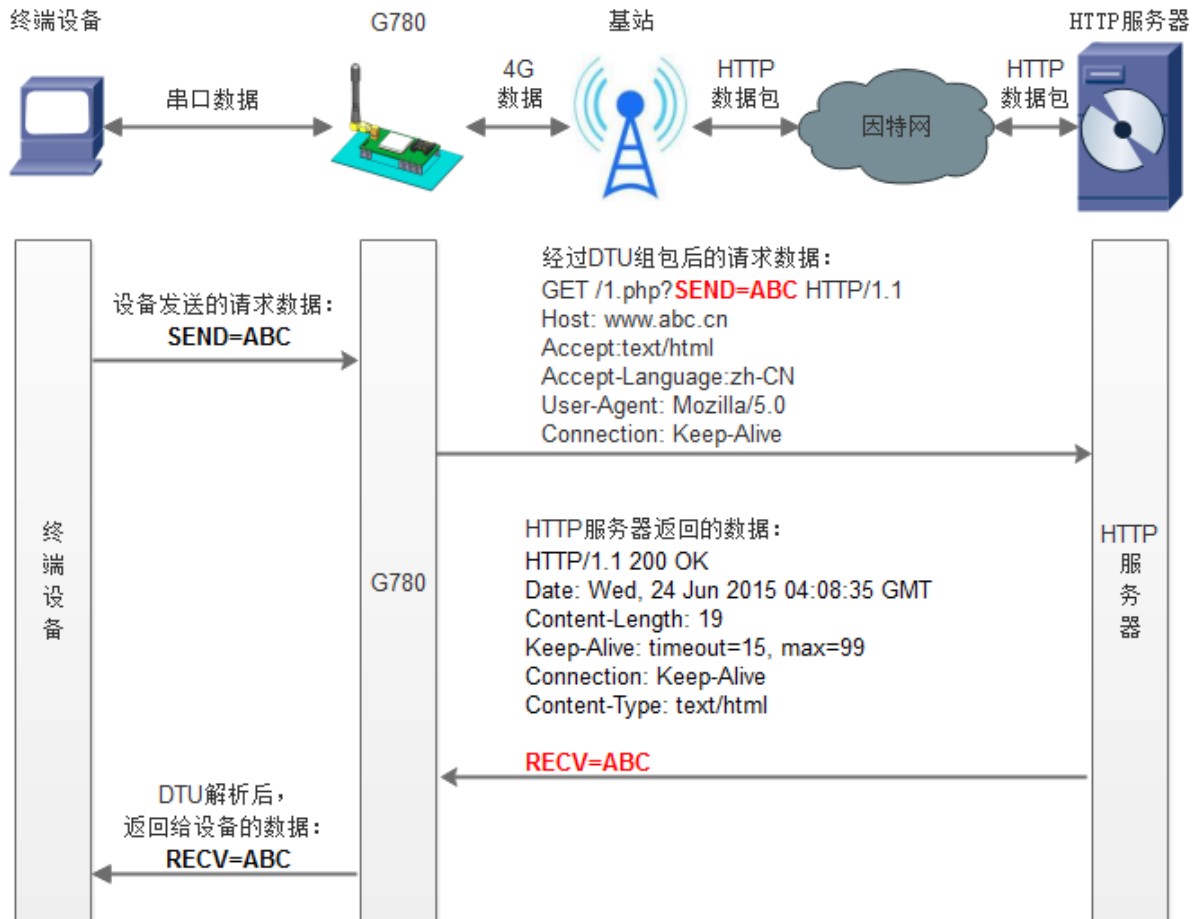 终端设备
G780
基站
HTTP服务器
串口数据
4G
数据
HTTP
数据包
因特网
HTTP
数据包
设备发送的请求数据：
SEND=ABC
经过DTU组包后的请求数据：
GET /1.php?SEND=ABC HTTP/1.1
Host: www.abc.cn
Accept:text/html
Accept-Language:zh-CN
User-Agent: Mozilla/5.0
Connection: Keep-Alive
终
端
设
备
G780
HTTP
服
务
器
HTTP服务器返回的数据：
HTTP/1.1 200 OK
Date: Wed, 24 Jun 2015 04:08:35 GMT
Content-Length: 19
Keep-Alive: timeout=15, max=99
Connection: Keep-Alive
Content-Type: text/html
RECV=ABC
DTU解析后，
返回给设备的数据：
RECV=ABC